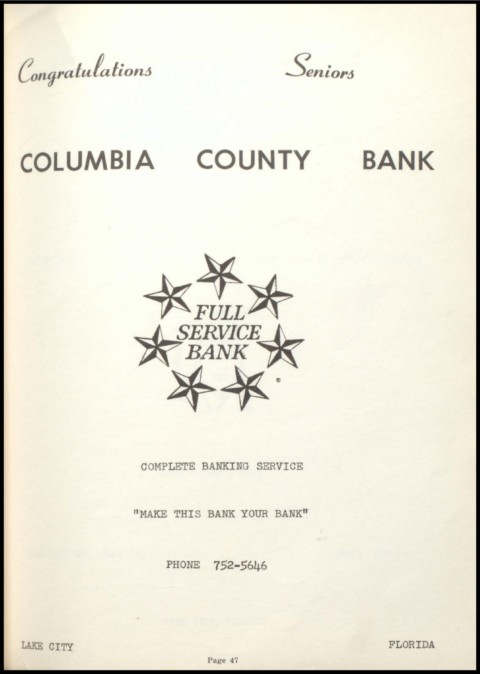 Congratulations Seniors
COLUMBIA COUNTY BANK
FULL
SERVICE
BANK
®
COMPLETE BANKING SERVICE
"MAKE THIS BANK YOUR BANK"
PHONE 752-5646
LAKE CITY FLORIDA
Page 47